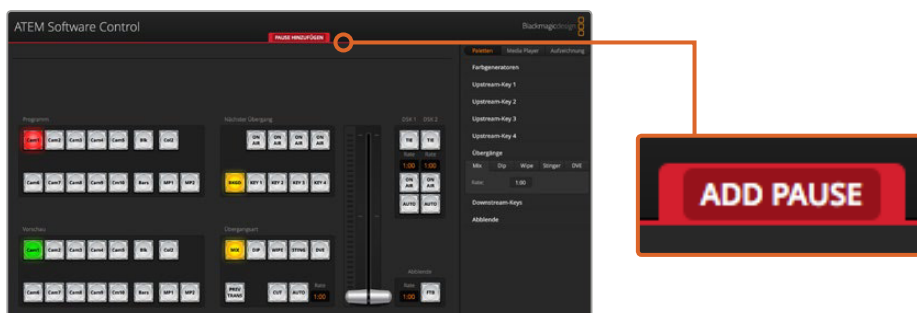 ATEM Software Control
Blackmagicdesign
PAUSE HINZUFÜGEN
Paletten Media Player Aufzeichnung
Farbgeneratoren
Upstream-Key 1
Upstream-Key 2
Upstream-Key 3
Upstream-Key 4
Übergänge
Mix Dip Wipe Stinger DVE
Rate: 1:00
Downstream-Keys
Abblende
Programm
Cam1 Cam2 Cam3 Cam4 Cam5 Blk Col2
Cam6 Cam7 Cam8 Cam9 Cam10 Bars MP1 MP2
Nächster Übergang
ON AIR ON AIR ON AIR ON AIR
BKGD KEY 1 KEY 2 KEY 3 KEY 4
DSK 1 DSK 2
TIE TIE
Rate Rate
1:00 1:00
ON AIR ON AIR
AUTO AUTO
Vorschau
Cam1 Cam2 Cam3 Cam4 Cam5 Blk Col2
Cam6 Cam7 Cam8 Cam9 Cam10 Bars MP1 MP2
Übergangsart
MIX DIP WIPE STING DVE
PREV TRANS CUT AUTO
Rate
1:00
Abblende
Rate
1:00 FTB
ADD PAUSE